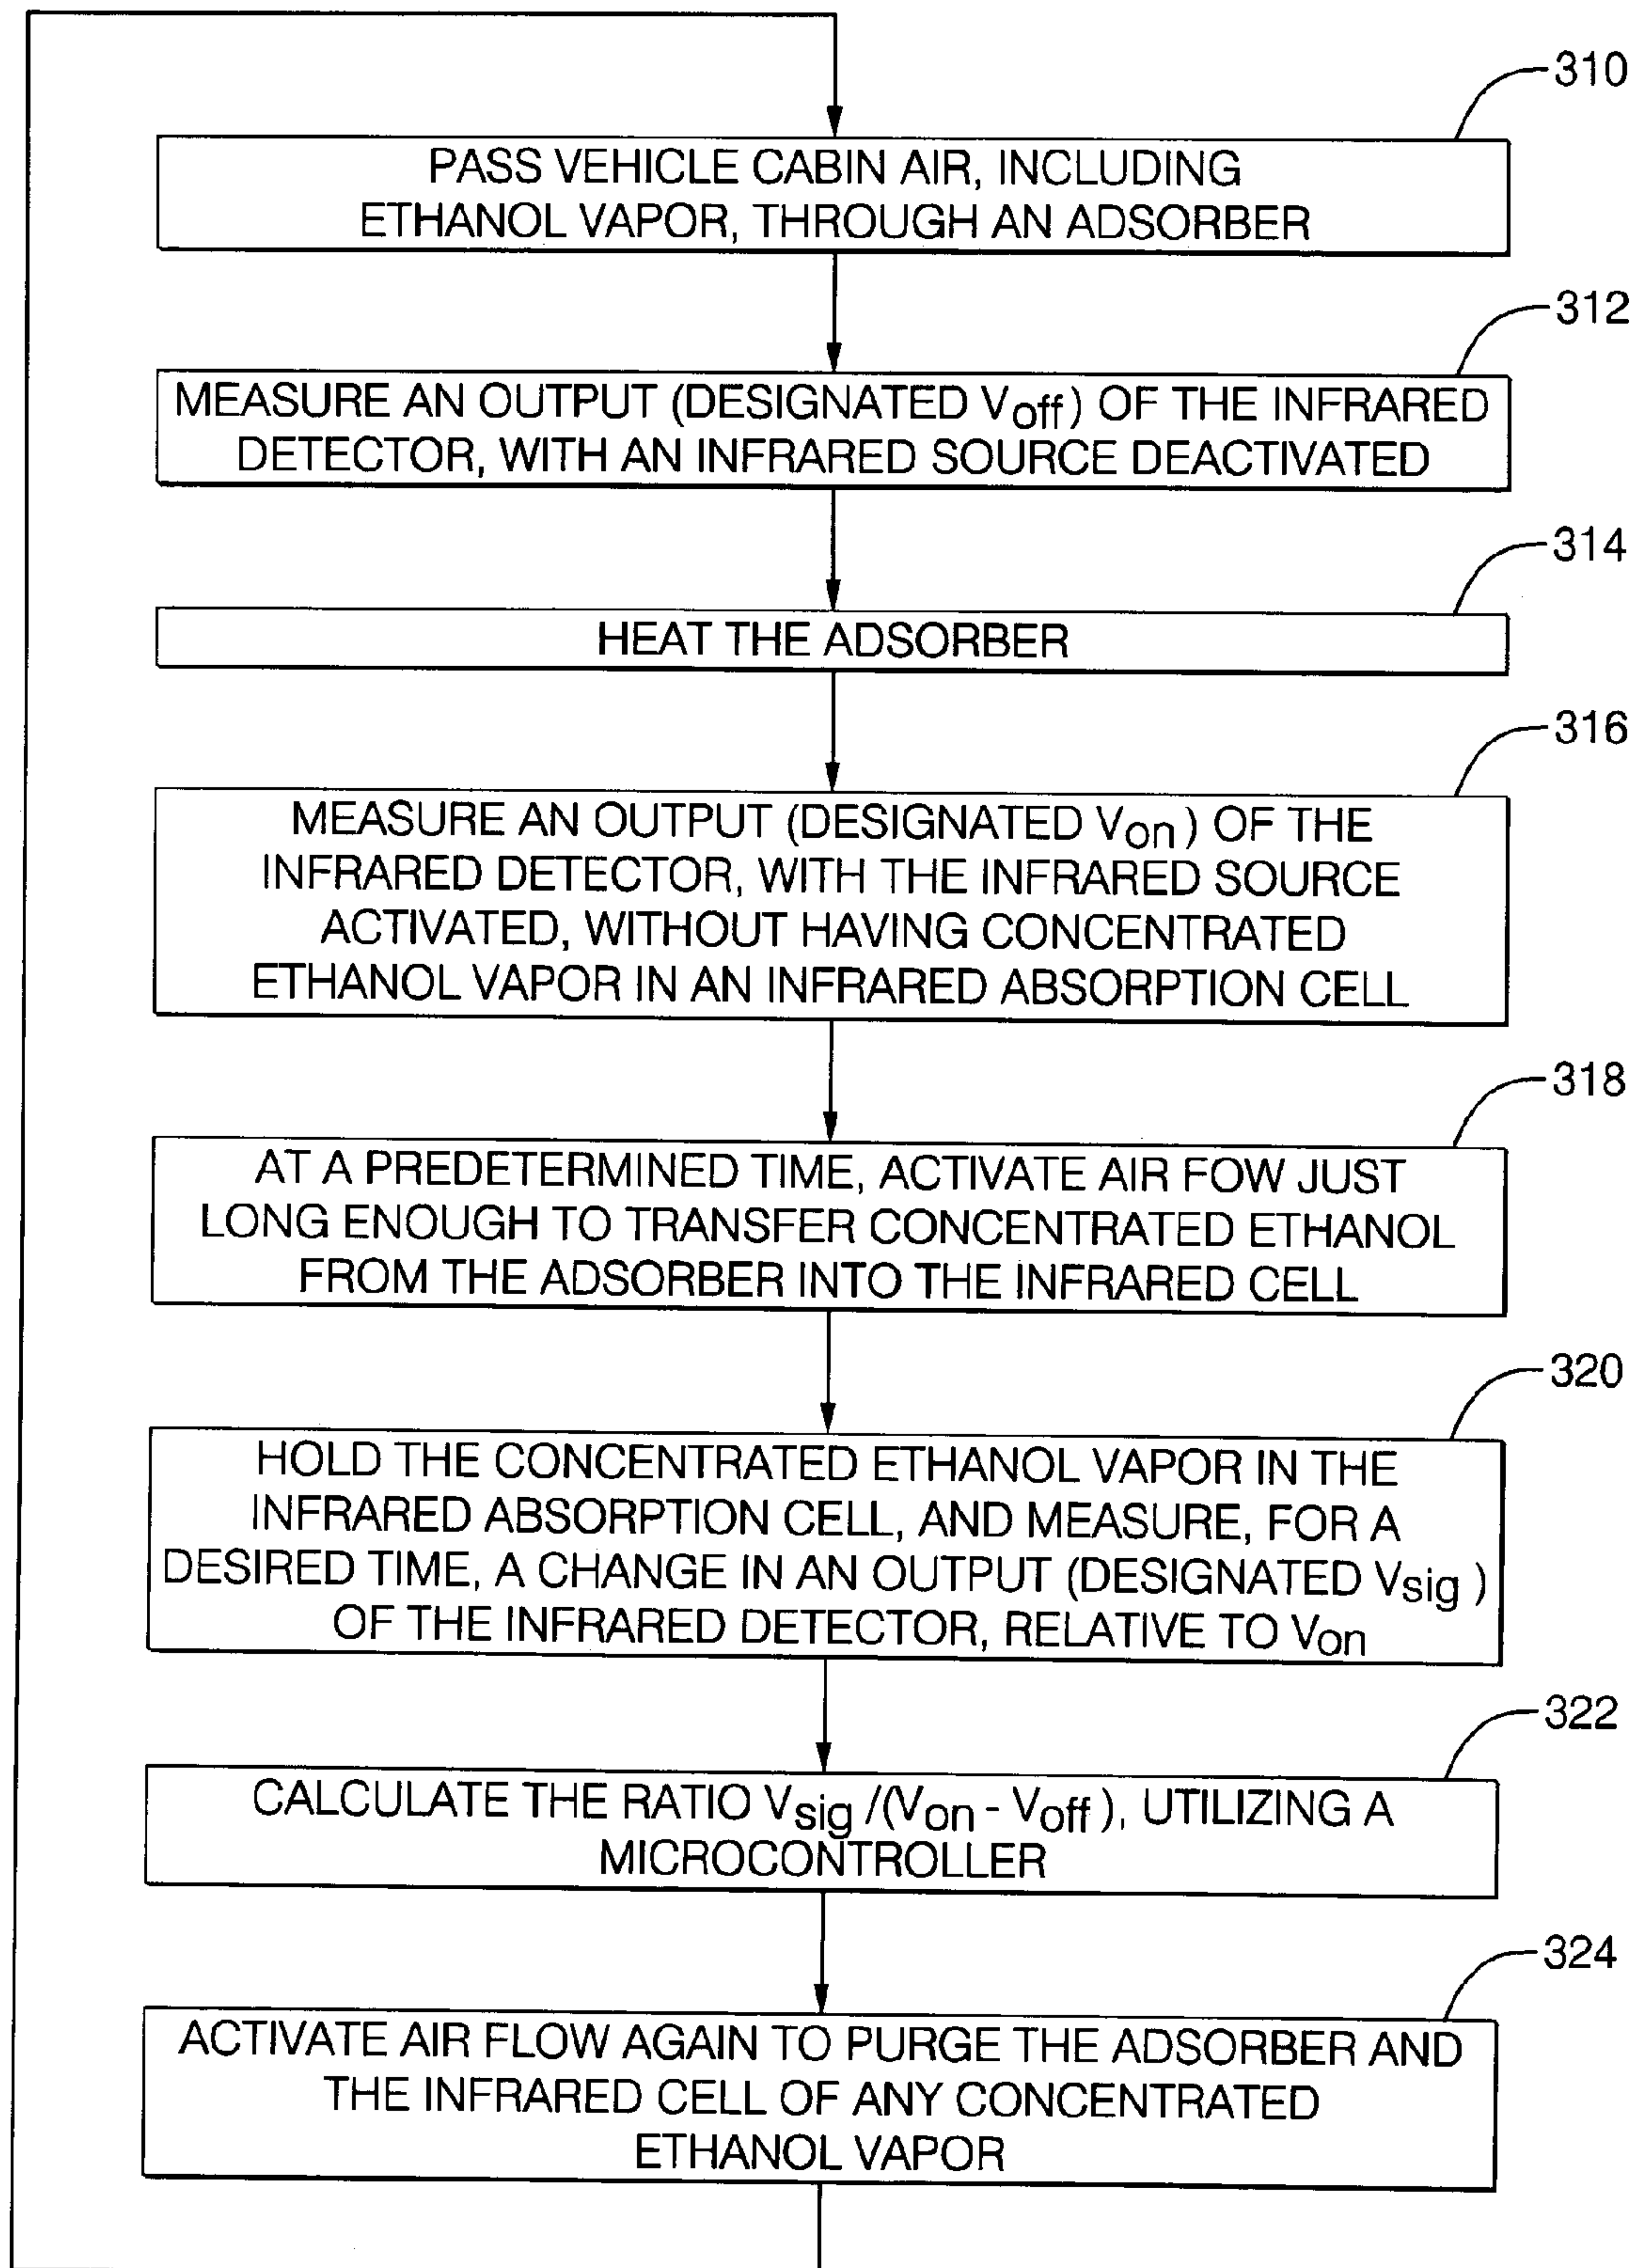 310
PASS VEHICLE CABIN AIR, INCLUDING
ETHANOL VAPOR, THROUGH AN ADSORBER
312
MEASURE AN OUTPUT (DESIGNATED Voff) OF THE INFRARED
DETECTOR, WITH AN INFRARED SOURCE DEACTIVATED
314
HEAT THE ADSORBER
316
MEASURE AN OUTPUT (DESIGNATED Von) OF THE
INFRARED DETECTOR, WITH THE INFRARED SOURCE
ACTIVATED, WITHOUT HAVING CONCENTRATED
ETHANOL VAPOR IN AN INFRARED ABSORPTION CELL
318
AT A PREDETERMINED TIME, ACTIVATE AIR FOW JUST
LONG ENOUGH TO TRANSFER CONCENTRATED ETHANOL
FROM THE ADSORBER INTO THE INFRARED CELL
320
HOLD THE CONCENTRATED ETHANOL VAPOR IN THE
INFRARED ABSORPTION CELL, AND MEASURE, FOR A
DESIRED TIME, A CHANGE IN AN OUTPUT (DESIGNATED Vsig)
OF THE INFRARED DETECTOR, RELATIVE TO Von
322
CALCULATE THE RATIO Vsig/(Von - Voff), UTILIZING A
MICROCONTROLLER
324
ACTIVATE AIR FLOW AGAIN TO PURGE THE ADSORBER AND
THE INFRARED CELL OF ANY CONCENTRATED
ETHANOL VAPOR